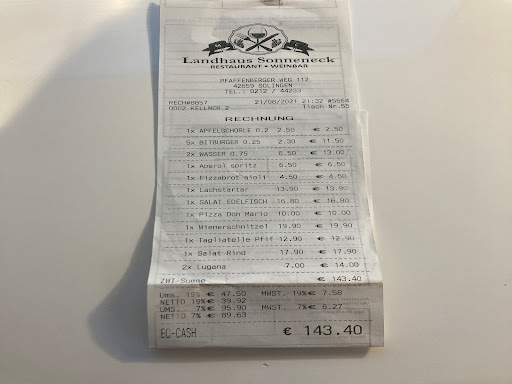 Landhaus Sonneneck
RESTAURANT • WEINBAR
PFAFFENBERGER WEG 112
42659 SOLINGEN
TEL.: 0212 / 44233
RECH#8857 21/08/2021 21:32 #5664
0002 KELLNER 2 Tisch Nr.55
RECHNUNG
1x APFELSCHORLE 0.2 2.50 € 2.50
5x BITBURGER 0.25 2.30 € 11.50
2x WASSER 0.75 6.50 € 13.00
1x Aperol spritz 6.50 € 6.50
1x Pizzabrot aioli 4.50 € 4.50
1x Lachstartar 13.90 € 13.90
1x SALAT EDELFISCH 16.80 € 16.80
1x Pizza Don Mario 10.00 € 10.00
1x Wienerschnitzel 19.90 € 19.90
1x Tagliatelle Pfif 12.90 € 12.90
1x Salat Rind 17.90 € 17.90
2x Lugana 7.00 € 14.00
ZWI-Summe € 143.40
Ums. 19% € 47.50 MWST. 19% € 7.58
NETTO 19% € 39.92
UMS. 7% € 95.90 MWST. 7% € 6.27
NETTO 7% € 89.63
EC-CASH € 143.40